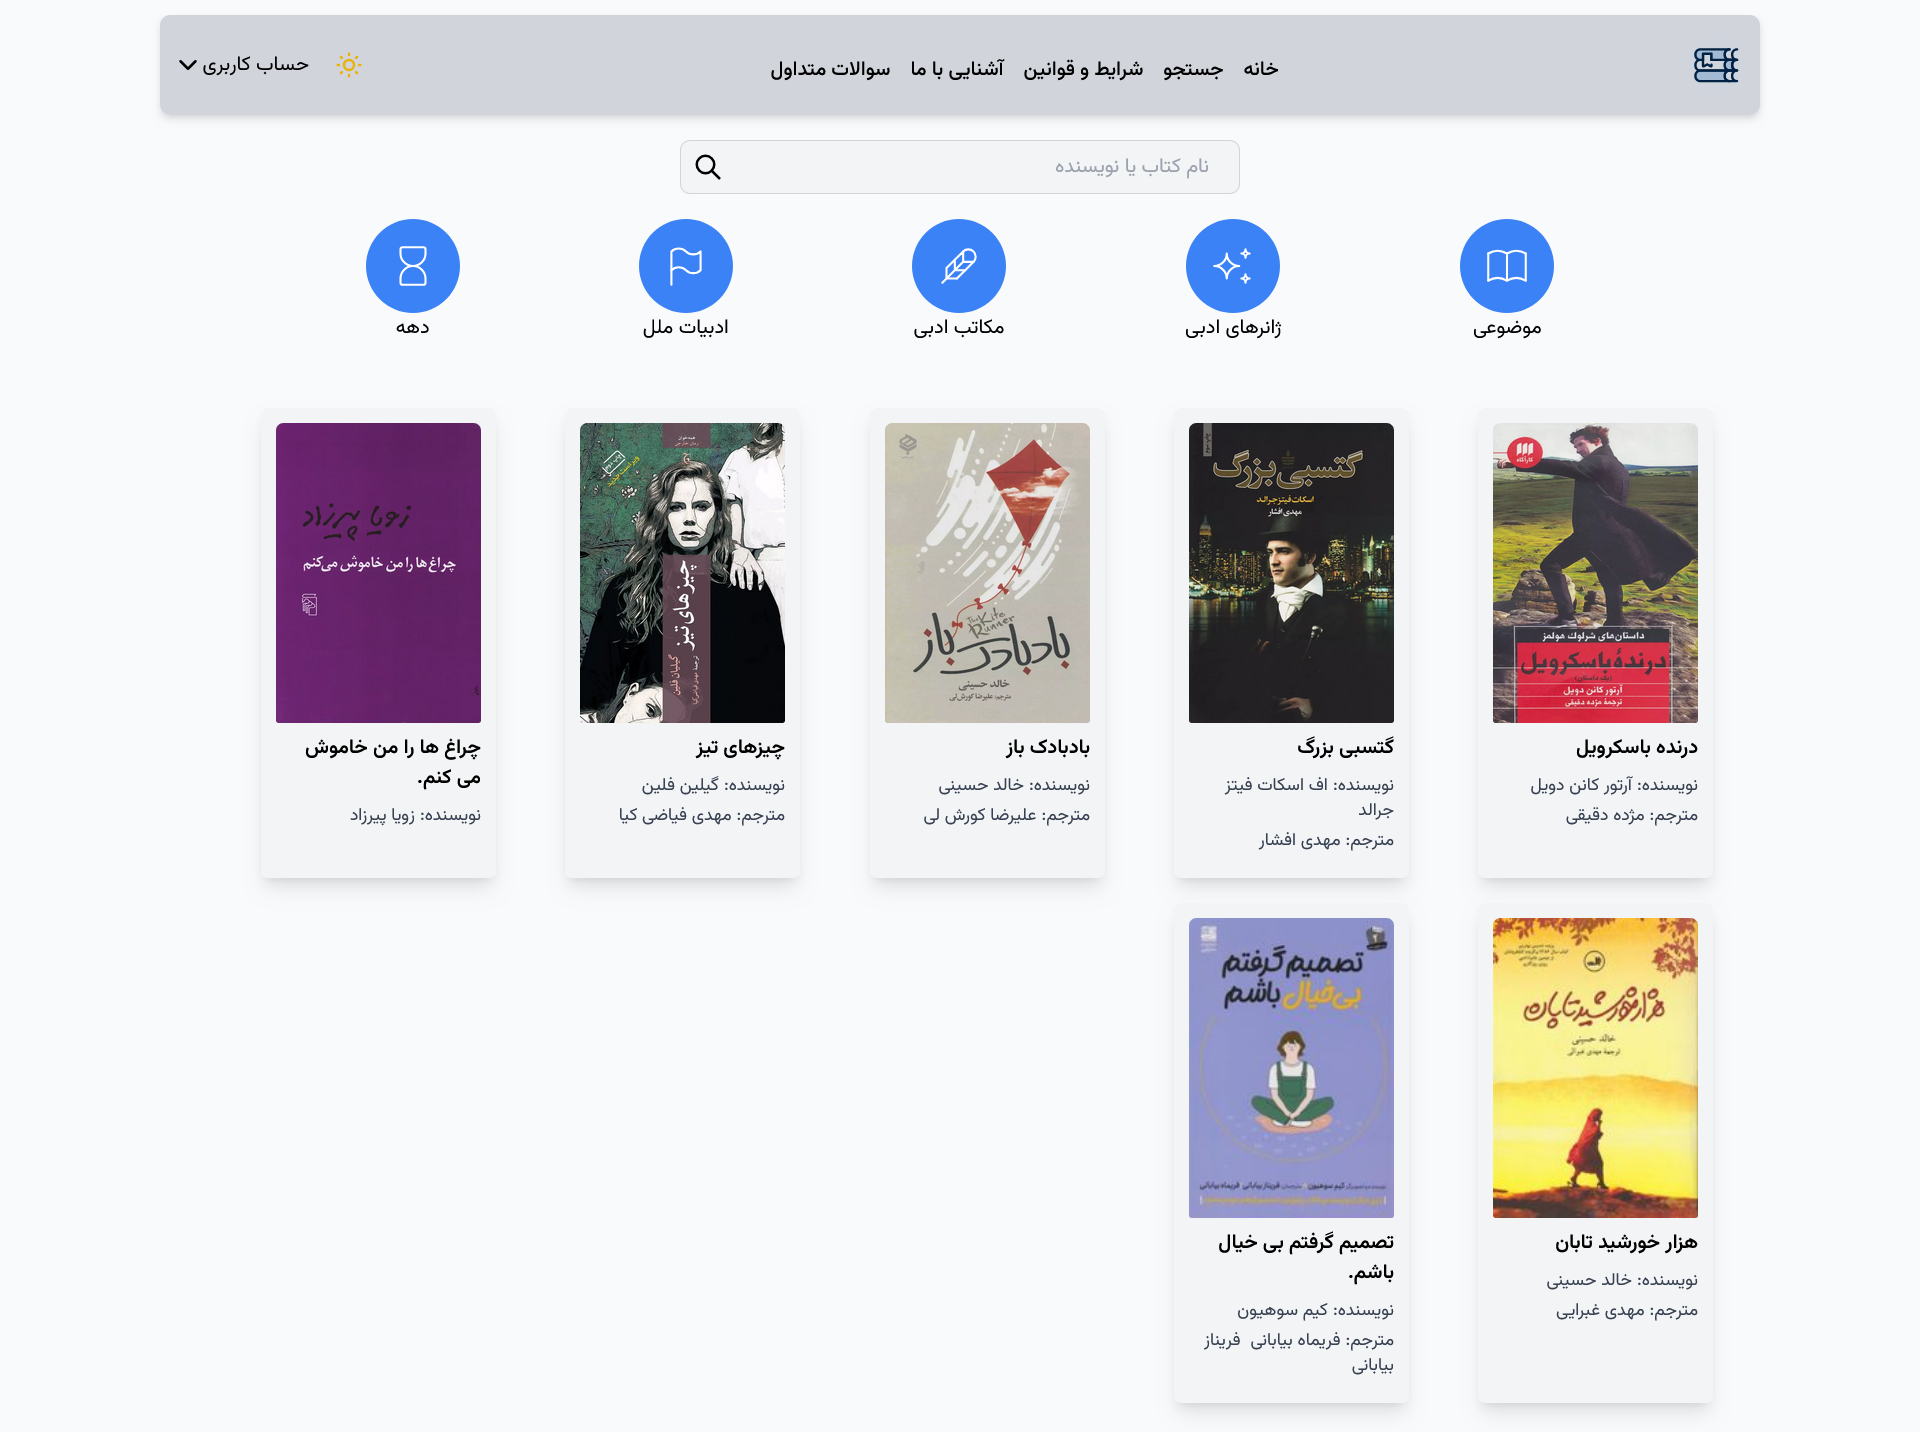 خانه
جستجو
شرایط و قوانین
آشنایی با ما
سوالات متداول
حساب کاربری
نام کتاب یا نویسنده
موضوعی
ژانرهای ادبی
مکاتب ادبی
ادبیات ملل
دهه
کارآگاه
داستان‌های شرلوک هولمز
درندهٔ باسکرویل
(یک داستان)
آرتور کانن دویل
ترجمهٔ مژده دقیقی
درنده باسکرویل
نویسنده: آرتور کانن دویل
مترجم: مژده دقیقی
گتسبی بزرگ
اسکات فیتز جرالد
مهدی افشار
گتسبی بزرگ
نویسنده: اف اسکات فیتز
جرالد
مترجم: مهدی افشار
The Kite
Runner
بادبادک باز
خالد حسینی
مترجم: علیرضا کورش‌لی
بادبادک باز
نویسنده: خالد حسینی
مترجم: علیرضا کورش لی
چیزهای تیز
گیلیان فلین
چیزهای تیز
نویسنده: گیلین فلین
مترجم: مهدی فیاضی کیا
زویا پیرزاد
چراغ‌ها را من خاموش می‌کنم
چراغ ها را من خاموش
می کنم.
نویسنده: زویا پیرزاد
هزار خورشید تابان
خالد حسینی
ترجمهٔ مهدی غبرائی
هزار خورشید تابان
نویسنده: خالد حسینی
مترجم: مهدی غبرایی
تصمیم گرفتم
بی‌خیال باشم
تصمیم گرفتم بی خیال
باشم.
نویسنده: کیم سوهیون
مترجم: فریماه بیابانی  فریناز
بیابانی